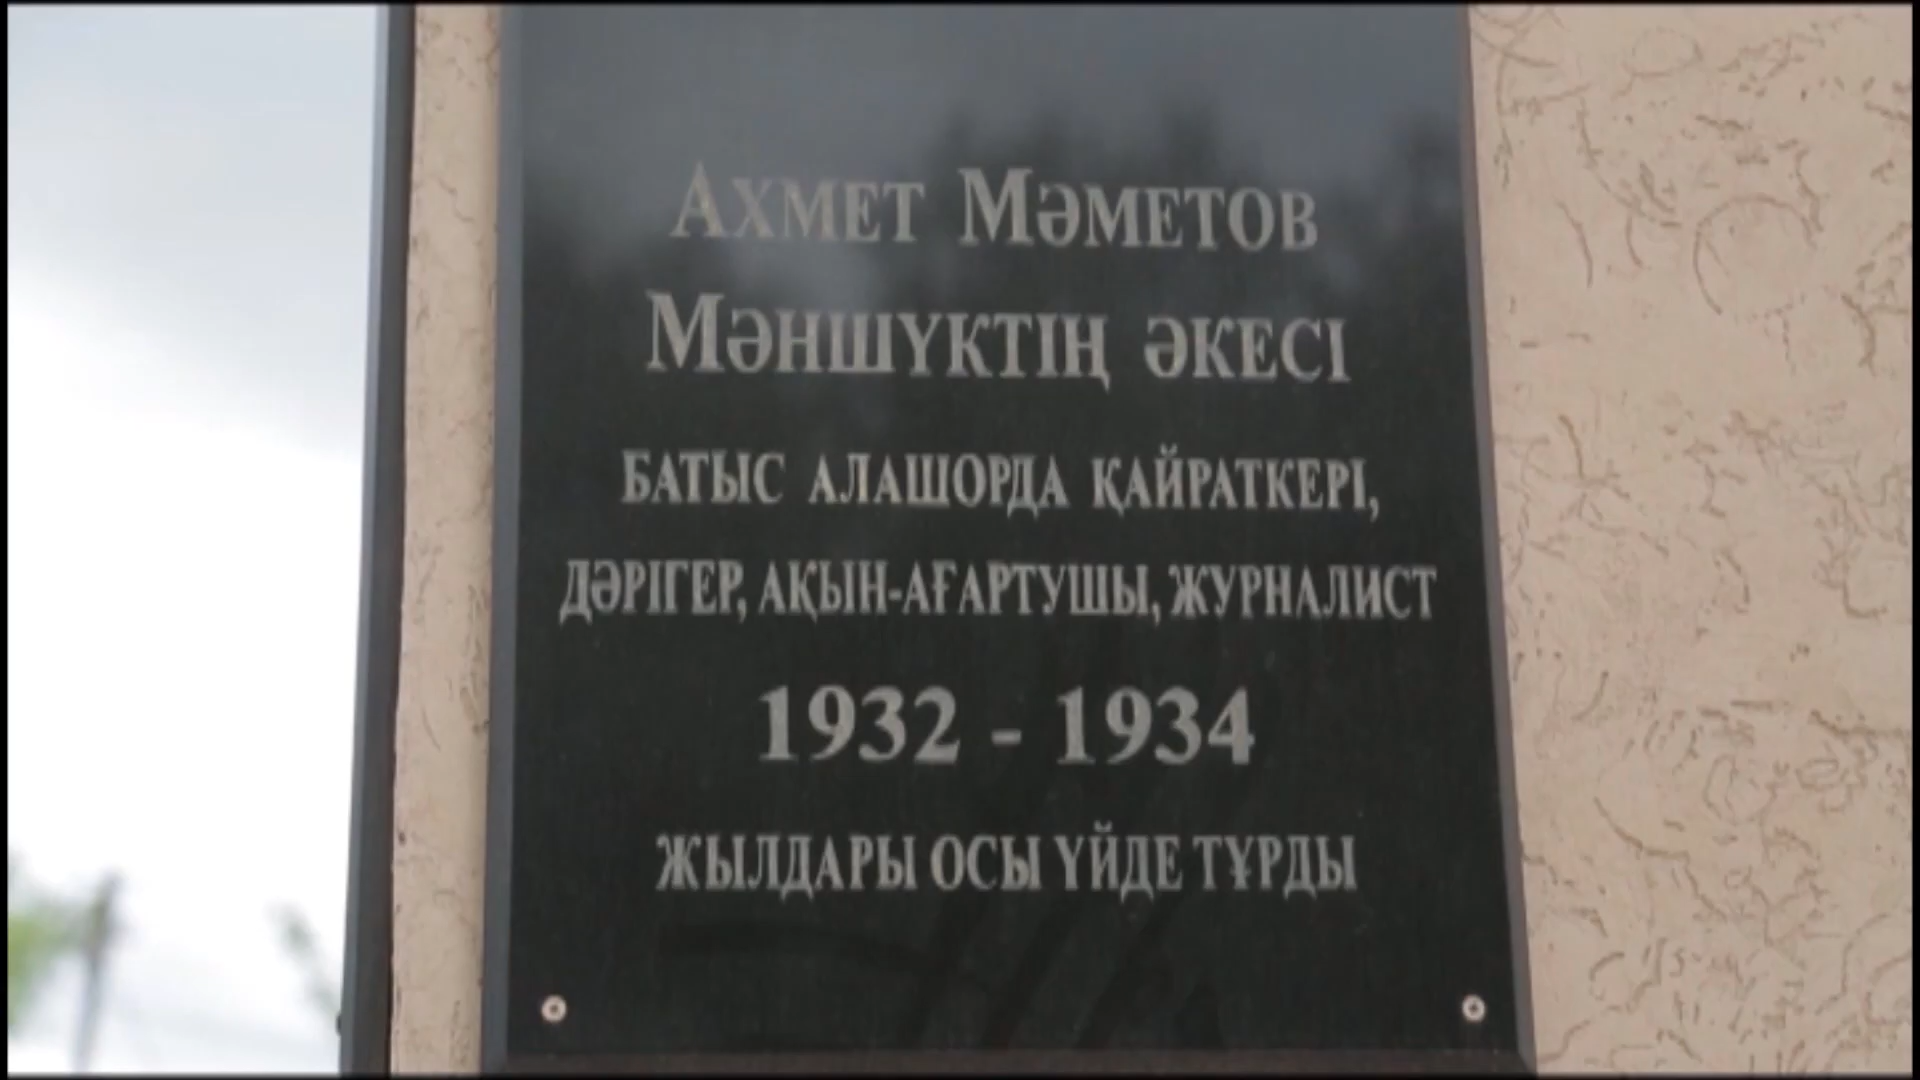 Ахмет Мәметов
Мәншүктің әкесі
БАТЫС АЛАШОРДА ҚАЙРАТКЕРІ,
ДӘРІГЕР, АҚЫН-АҒАРТУШЫ, ЖУРНАЛИСТ
1932 - 1934
ЖЫЛДАРЫ ОСЫ ҮЙДЕ ТҰРДЫ